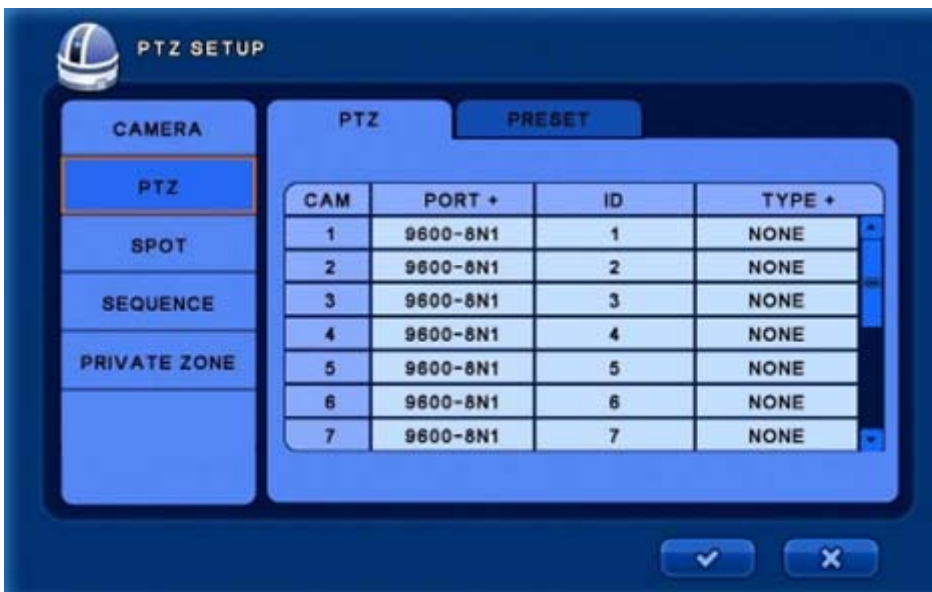 PTZ SETUP
CAMERA
PTZ
SPOT
SEQUENCE
PRIVATE ZONE
PTZ PRESET
CAM PORT + ID TYPE +
1 9600-8N1 1 NONE
2 9600-8N1 2 NONE
3 9600-8N1 3 NONE
4 9600-8N1 4 NONE
5 9600-8N1 5 NONE
6 9600-8N1 6 NONE
7 9600-8N1 7 NONE